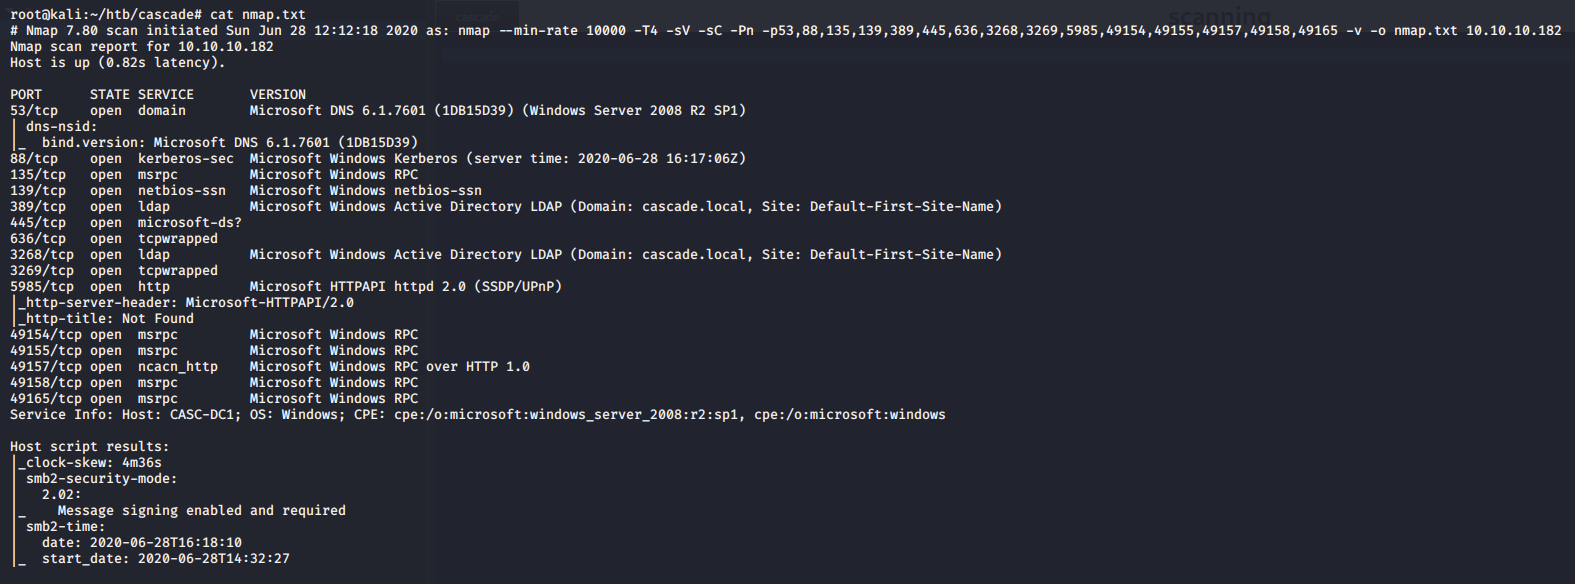 scanning
cascade
root@kali:~/htb/cascade# cat nmap.txt
# Nmap 7.80 scan initiated Sun Jun 28 12:12:18 2020 as: nmap --min-rate 10000 -T4 -sV -sC -Pn -p53,88,135,139,389,445,636,3268,3269,5985,49154,49155,49157,49158,49165 -v -o nmap.txt 10.10.10.182
Nmap scan report for 10.10.10.182
Host is up (0.82s latency).
PORT      STATE SERVICE       VERSION
53/tcp    open  domain        Microsoft DNS 6.1.7601 (1DB15D39) (Windows Server 2008 R2 SP1)
| dns-nsid:
|_  bind.version: Microsoft DNS 6.1.7601 (1DB15D39)
88/tcp    open  kerberos-sec  Microsoft Windows Kerberos (server time: 2020-06-28 16:17:06Z)
135/tcp   open  msrpc         Microsoft Windows RPC
139/tcp   open  netbios-ssn   Microsoft Windows netbios-ssn
389/tcp   open  ldap          Microsoft Windows Active Directory LDAP (Domain: cascade.local, Site: Default-First-Site-Name)
445/tcp   open  microsoft-ds?
636/tcp   open  tcpwrapped
3268/tcp  open  ldap          Microsoft Windows Active Directory LDAP (Domain: cascade.local, Site: Default-First-Site-Name)
3269/tcp  open  tcpwrapped
5985/tcp  open  http          Microsoft HTTPAPI httpd 2.0 (SSDP/UPnP)
|_http-server-header: Microsoft-HTTPAPI/2.0
|_http-title: Not Found
49154/tcp open  msrpc         Microsoft Windows RPC
49155/tcp open  msrpc         Microsoft Windows RPC
49157/tcp open  ncacn_http    Microsoft Windows RPC over HTTP 1.0
49158/tcp open  msrpc         Microsoft Windows RPC
49165/tcp open  msrpc         Microsoft Windows RPC
Service Info: Host: CASC-DC1; OS: Windows; CPE: cpe:/o:microsoft:windows_server_2008:r2:sp1, cpe:/o:microsoft:windows
Host script results:
|_clock-skew: 4m36s
| smb2-security-mode:
|   2.02:
|_    Message signing enabled and required
| smb2-time:
|   date: 2020-06-28T16:18:10
|_  start_date: 2020-06-28T14:32:27